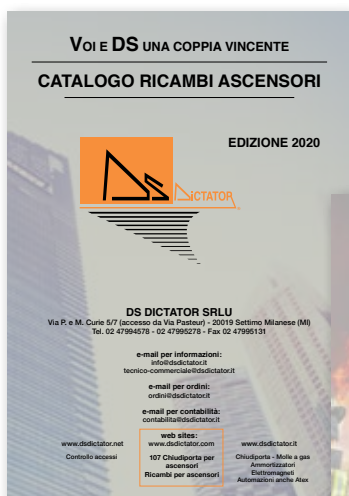 VOI E DS UNA COPPIA VINCENTE
CATALOGO RICAMBI ASCENSORI
EDIZIONE 2020
DS DICTATOR
DS DICTATOR SRLU
Via P. e M. Curie 5/7 (accesso da Via Pasteur) - 20019 Settimo Milanese (MI)
Tel. 02 47994578 - 02 47995278 - Fax 02 47995131
e-mail per informazioni:
info@dsdictator.it
tecnico-commerciale@dsdictator.it
e-mail per ordini:
ordini@dsdictator.it
e-mail per contabilità:
contabilita@dsdictator.it
www.dsdictator.net
Controllo accessi
web sites:
www.dsdictator.com
107 Chiudiporta per
ascensori
Ricambi per ascensori
www.dsdictator.it
Chiudiporta - Molle a gas
Ammortizzatori
Elettromagneti
Automazioni anche Atex